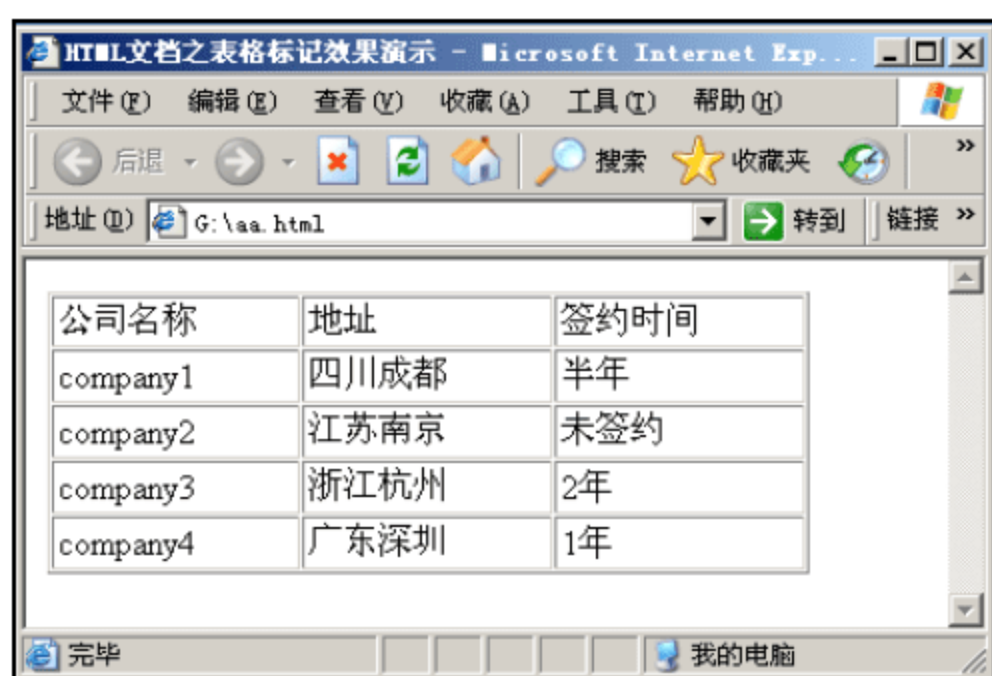 HTML文档之表格标记效果演示 - Microsoft Internet Exp...
文件(F) 编辑(E) 查看(V) 收藏(A) 工具(T) 帮助(H)
后退 搜索 收藏夹 »
地址(D) G:\aa.html 转到 链接 »
公司名称 地址 签约时间
company1 四川成都 半年
company2 江苏南京 未签约
company3 浙江杭州 2年
company4 广东深圳 1年
完毕 我的电脑